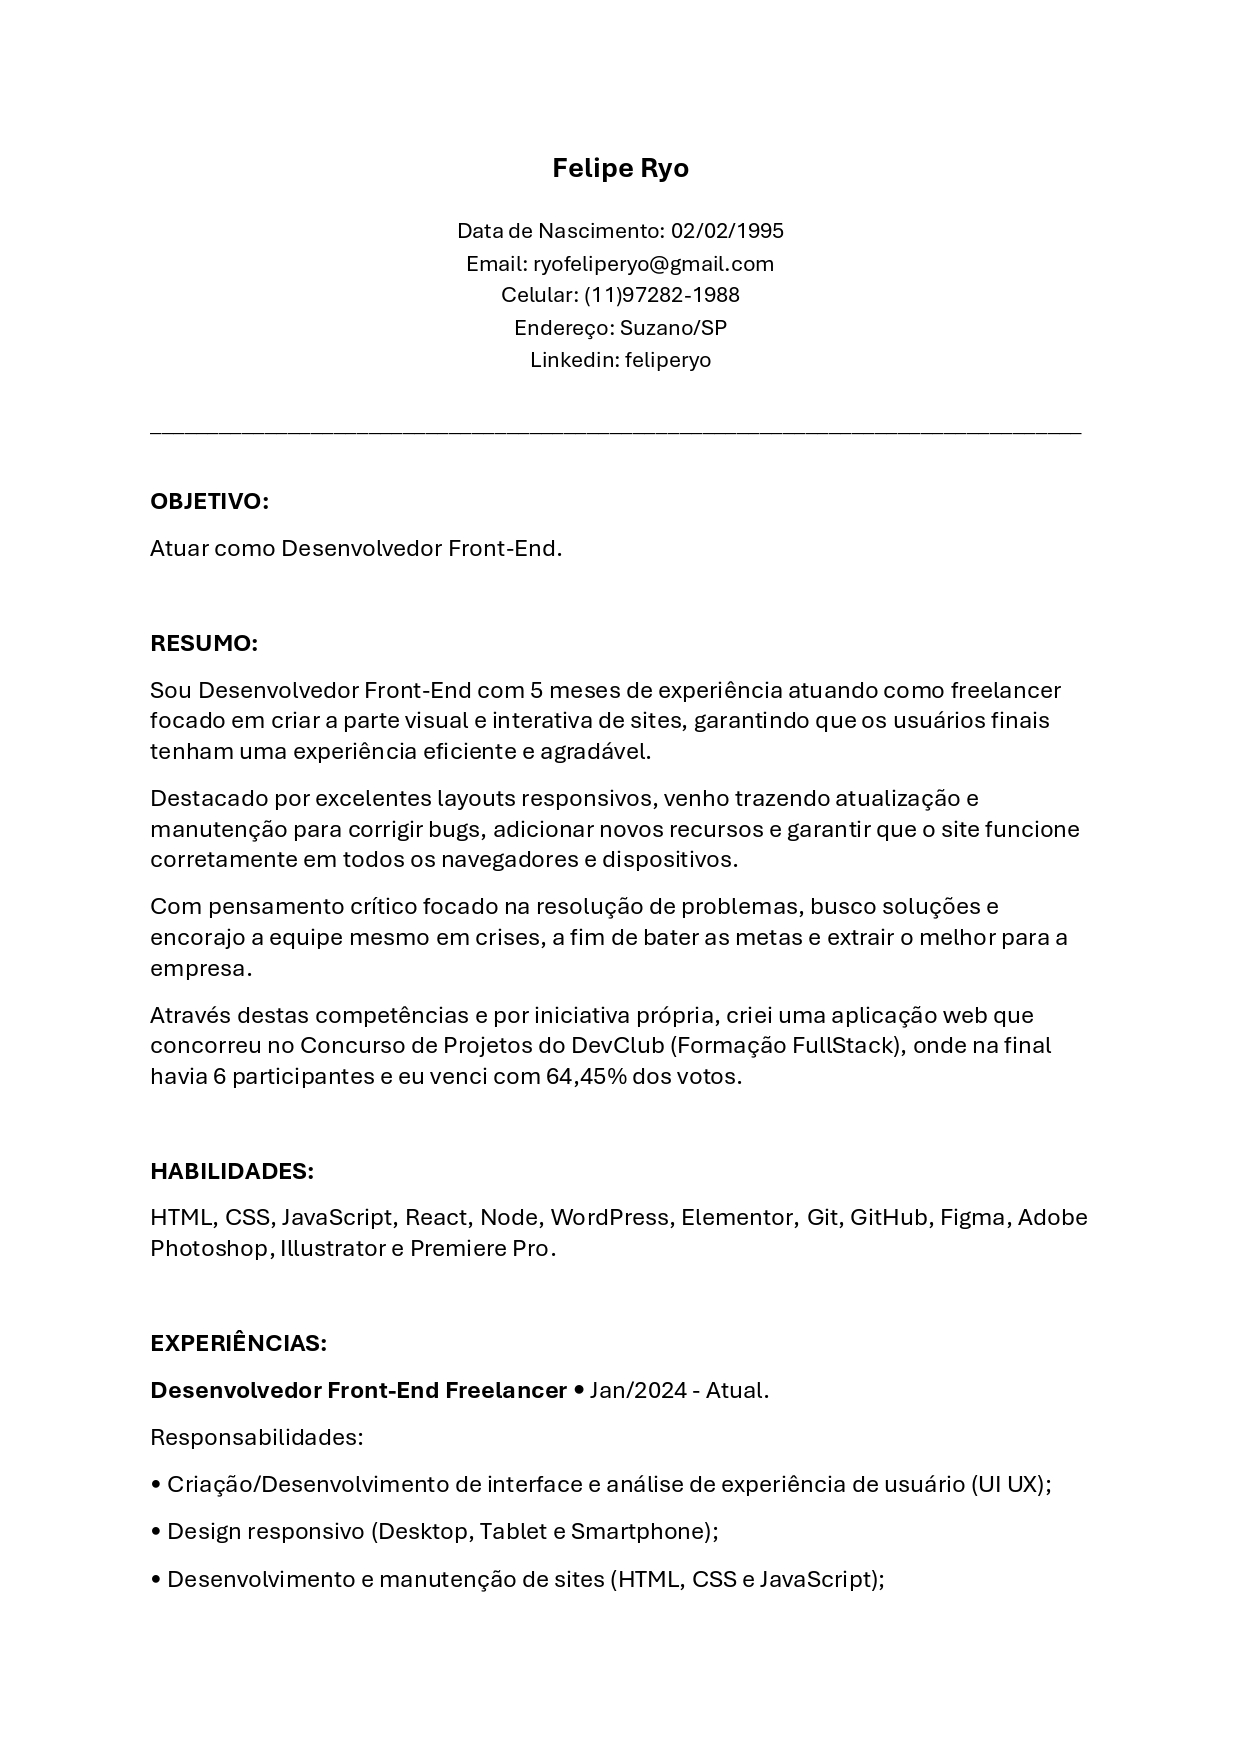 Felipe Ryo
Data de Nascimento: 02/02/1995
Email: ryofeliperyo@gmail.com
Celular: (11)97282-1988
Endereço: Suzano/SP
Linkedin: feliperyo
OBJETIVO:
Atuar como Desenvolvedor Front-End.
RESUMO:
Sou Desenvolvedor Front-End com 5 meses de experiência atuando como freelancer
focado em criar a parte visual e interativa de sites, garantindo que os usuários finais
tenham uma experiência eficiente e agradável.
Destacado por excelentes layouts responsivos, venho trazendo atualização e
manutenção para corrigir bugs, adicionar novos recursos e garantir que o site funcione
corretamente em todos os navegadores e dispositivos.
Com pensamento crítico focado na resolução de problemas, busco soluções e
encorajo a equipe mesmo em crises, a fim de bater as metas e extrair o melhor para a
empresa.
Através destas competências e por iniciativa própria, criei uma aplicação web que
concorreu no Concurso de Projetos do DevClub (Formação FullStack), onde na final
havia 6 participantes e eu venci com 64,45% dos votos.
HABILIDADES:
HTML, CSS, JavaScript, React, Node, WordPress, Elementor, Git, GitHub, Figma, Adobe
Photoshop, Illustrator e Premiere Pro.
EXPERIÊNCIAS:
Desenvolvedor Front-End Freelancer • Jan/2024 - Atual.
Responsabilidades:
• Criação/Desenvolvimento de interface e análise de experiência de usuário (UI UX);
• Design responsivo (Desktop, Tablet e Smartphone);
• Desenvolvimento e manutenção de sites (HTML, CSS e JavaScript);